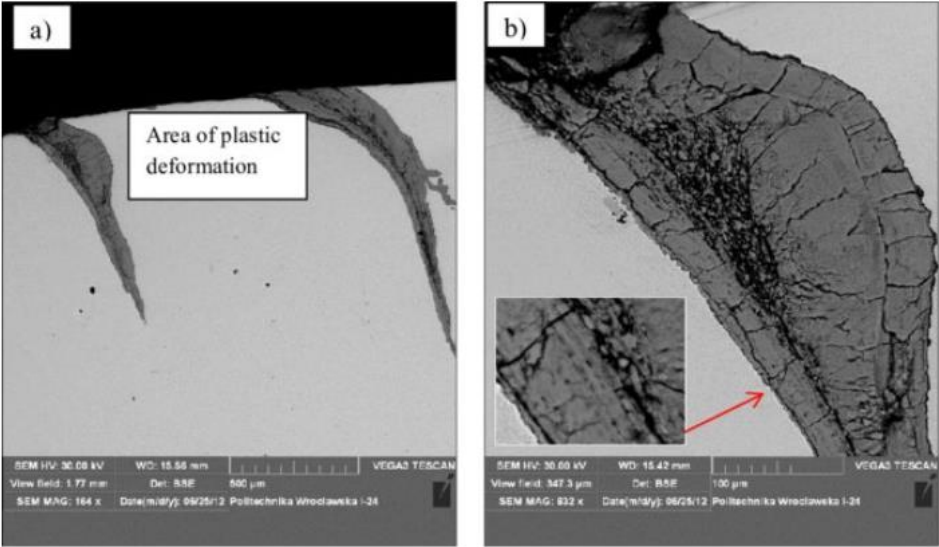 a)
Area of plastic
deformation
SEM HV: 30.00 kV WD: 15.56 mm VEGA3 TESCAN
View field: 1.77 mm Det: BSE 500 µm
SEM MAG: 164 x Date(m/d/y): 06/25/12 Politechnika Wroclawska I-24
b)
SEM HV: 30.00 kV WD: 15.42 mm VEGA3 TESCAN
View field: 347.3 µm Det: BSE 100 µm
SEM MAG: 832 x Date(m/d/y): 06/25/12 Politechnika Wroclawska I-24